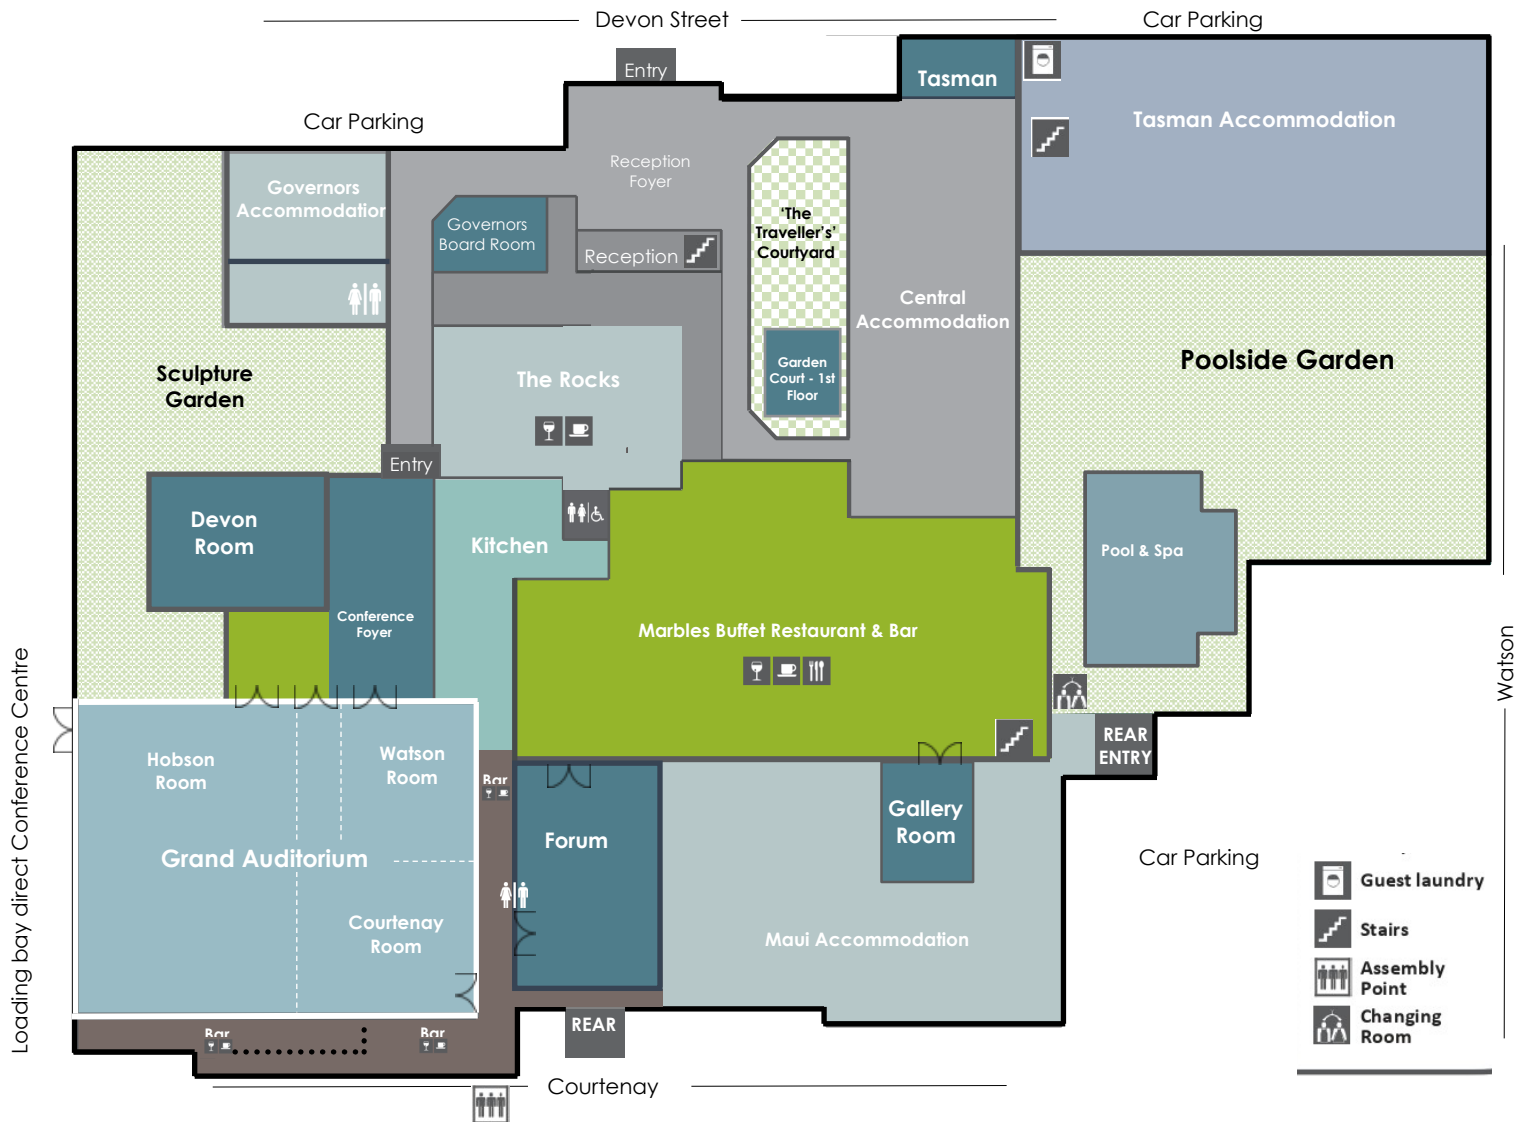 Devon Street
Car Parking
Entry
Tasman
Car Parking
Tasman Accommodation
Reception
Foyer
Governors
Accommodation
'The
Traveller's'
Courtyard
Governors
Board Room
Reception
Central
Accommodation
Sculpture
Garden
The Rocks
Garden
Court - 1st
Floor
Poolside Garden
Entry
Devon
Room
Kitchen
Pool & Spa
Conference
Foyer
Marbles Buffet Restaurant & Bar
Watson
Loading bay direct Conference Centre
Hobson
Room
Watson
Room
REAR
ENTRY
Bar
Grand Auditorium
Forum
Gallery
Room
Car Parking
Courtenay
Room
Maui Accommodation
Guest laundry
Stairs
Assembly
Point
Changing
Room
Bar
Bar
REAR
Courtenay